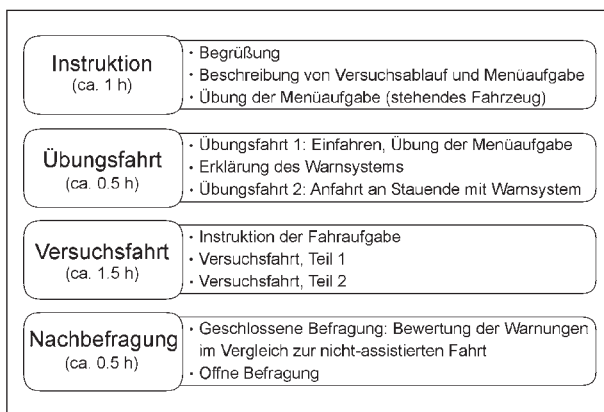 Instruktion
(ca. 1 h)
· Begrüßung
· Beschreibung von Versuchsablauf und Menüaufgabe
· Übung der Menüaufgabe (stehendes Fahrzeug)
Übungsfahrt
(ca. 0.5 h)
· Übungsfahrt 1: Einfahren, Übung der Menüaufgabe
· Erklärung des Warnsystems
· Übungsfahrt 2: Anfahrt an Stauende mit Warnsystem
Versuchsfahrt
(ca. 1.5 h)
· Instruktion der Fahraufgabe
· Versuchsfahrt, Teil 1
· Versuchsfahrt, Teil 2
Nachbefragung
(ca. 0.5 h)
· Geschlossene Befragung: Bewertung der Warnungen
im Vergleich zur nicht-assistierten Fahrt
· Offne Befragung